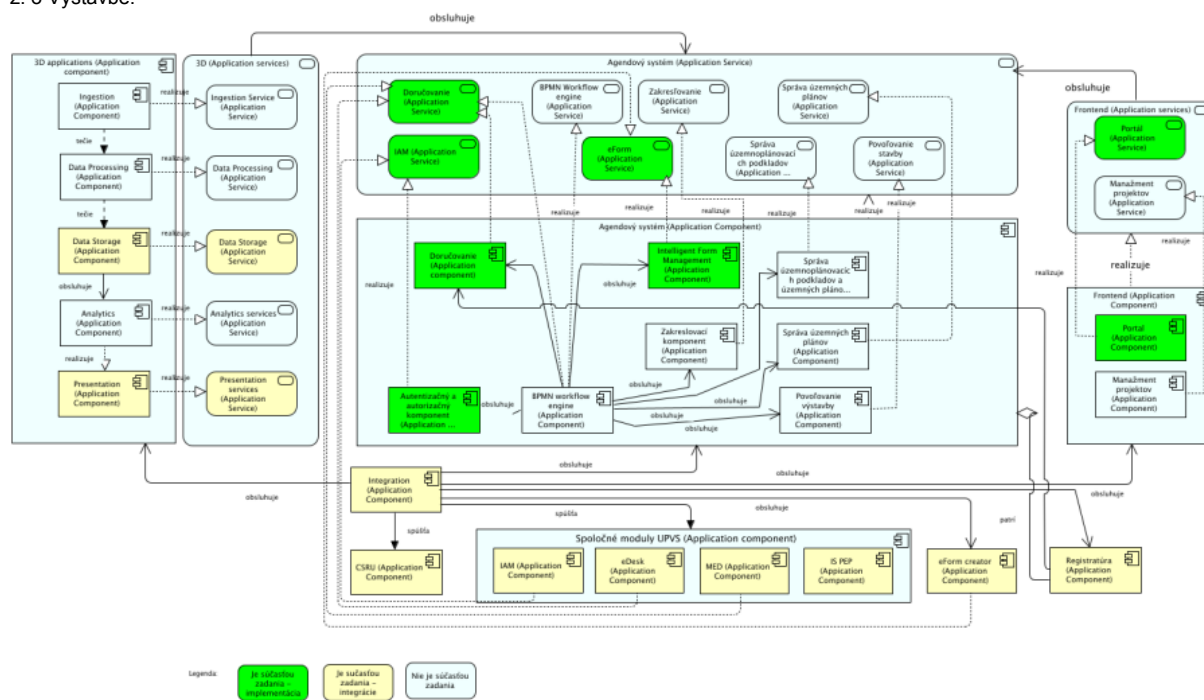 2. o výstavbe.
obsluhuje
3D applications (Application
component)
Ingestion
(Application
Component)
tečie
Data Processing
(Application
Component)
tečie
Data Storage
(Application
Component)
obsluhuje
Analytics
(Application
Component)
realizuje
Presentation
(Application
Component)
realizuje
realizuje
realizuje
realizuje
realizuje
3D (Application services)
Ingestion Service
(Application
Service)
Data Processing
(Application
Service)
Data Storage
(Application
Service)
Analytics services
(Application
Service)
Presentation
services
(Application
Service)
Agendový systém (Application Service)
Doručovanie
(Application
Service)
BPMN Workflow
engine
(Application
Service)
Zakresľovanie
(Application
Service)
Správa územných
plánov
(Application
Service)
IAM (Application
Service)
eForm
(Application
Service)
Správa
územnoplánovací
ch podkladov
(Application ...
Povoľovanie
stavby
(Application
Service)
realizuje
realizuje
realizuje
realizuje
realizuje
realizuje
realizuje
Agendový systém (Application Component)
Doručovanie
(Application
component)
obsluhuje
Intelligent Form
Management
(Application
Component)
Správa
územnoplánovacíc
h podkladov a
územných pláno...
Zakreslovací
komponent
(Application
Component)
Správa územných
plánov
(Application
Component)
Autentizačný a
autorizačný
komponent
(Application ...
obsluhuje
BPMN workflow
engine
(Application
Component)
obsluhuje
obsluhuje
obsluhuje
obsluhuje
Povoľovanie
výstavby
(Application
Component)
obsluhuje
Frontend (Application services)
Portál
(Application
Service)
Manažment
projektov
(Application
Service)
realizuje
realizuje
realizuje
Frontend (Application
Component)
Portal
(Application
Component)
Manažment
projektov
(Application
Component)
Integration
(Application
Component)
obsluhuje
obsluhuje
obsluhuje
obsluhuje
obsluhuje
spúšťa
spúšťa
patrí
CSRU (Application
Component)
Spoločné moduly UPVS (Application component)
IAM (Application
Component)
eDesk
(Application
Component)
MED (Application
Component)
IS PEP
(Application
Component)
eForm creator
(Application
Component)
Registratúra
(Application
Component)
Legenda:
Je súčasťou
zadania -
implementácia
Je sučasťou
zadania -
integrácie
Nie je súčasťou
zadania